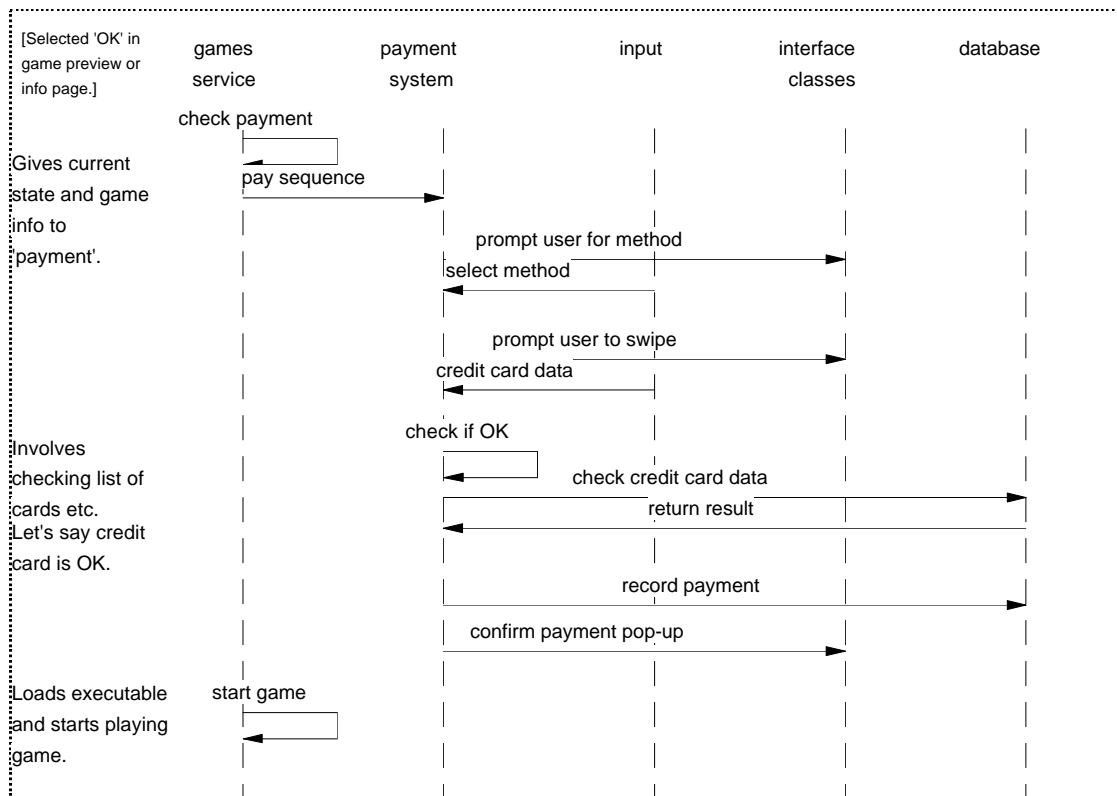 [Selected 'OK' in
game preview or
info page.]
games
service
payment
system
input
interface
classes
database
check payment
Gives current
state and game
info to
'payment'.
pay sequence
prompt user for method
select method
prompt user to swipe
credit card data
check if OK
Involves
checking list of
cards etc.
Let's say credit
card is OK.
check credit card data
return result
record payment
confirm payment pop-up
Loads executable
and starts playing
game.
start game